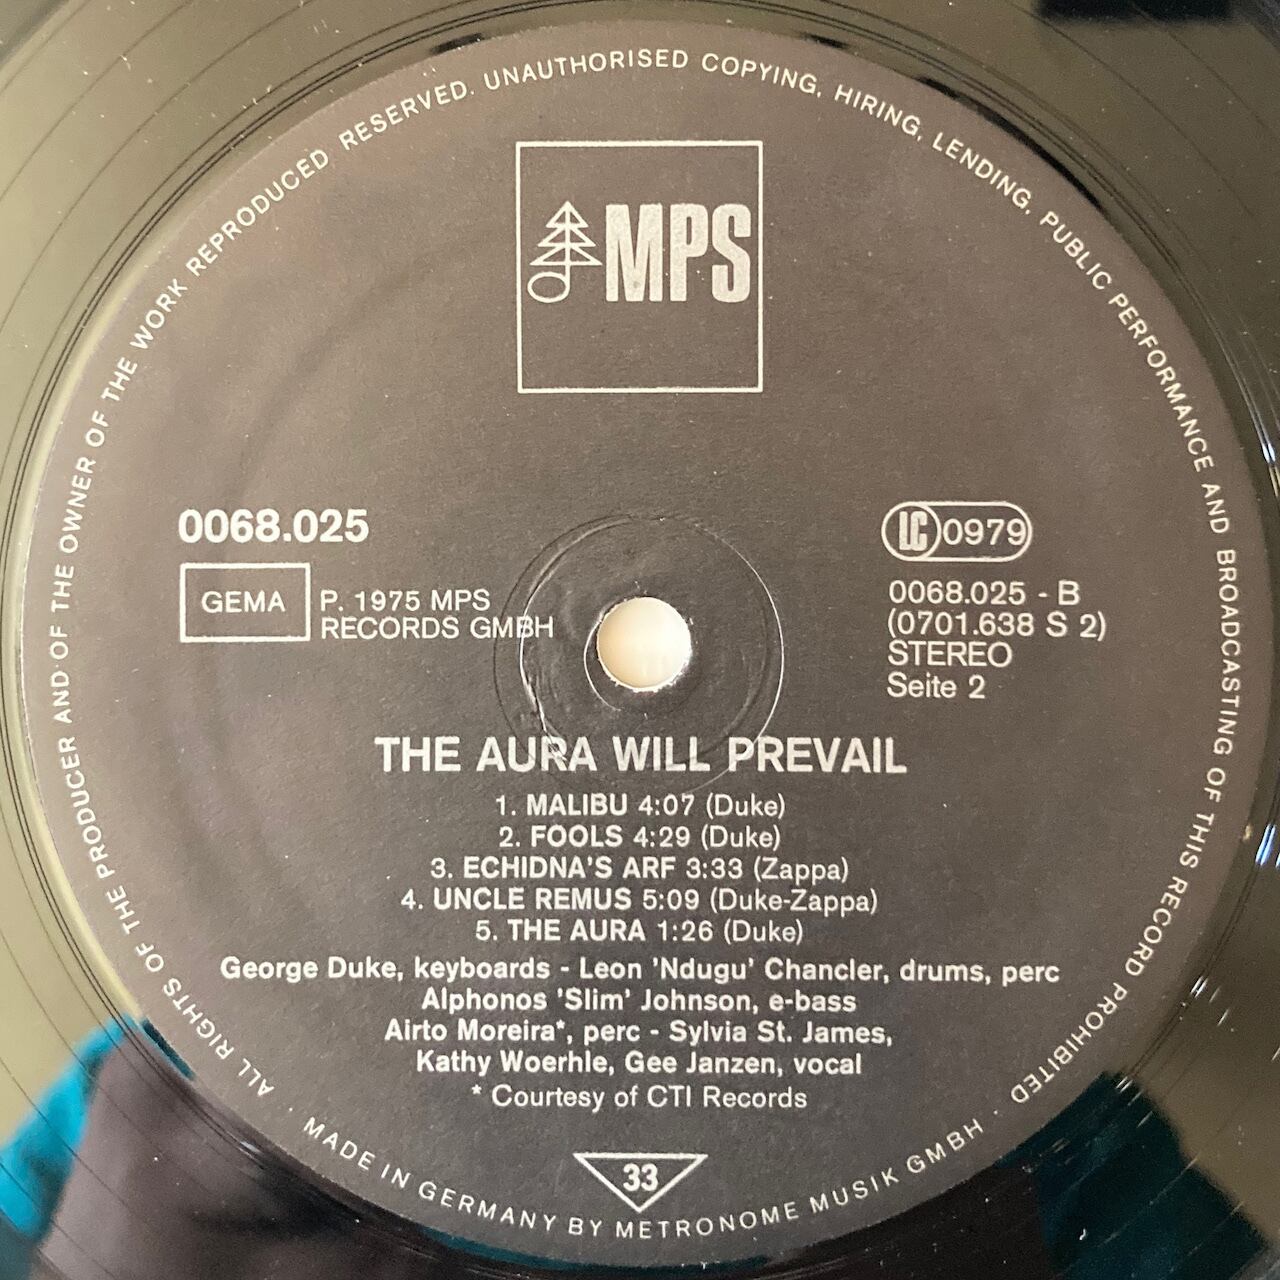 ALL RIGHTS OF THE PRODUCER AND OF THE OWNER OF THE WORK REPRODUCED RESERVED. UNAUTHORISED COPYING, HIRING, LENDING, PUBLIC PERFORMANCE AND BROADCASTING OF THIS RECORD PROHIBITED
MPS
0068.025
GEMA
P. 1975 MPS
RECORDS GMBH
LC 0979
0068.025 - B
(0701.638 S 2)
STEREO
Seite 2
THE AURA WILL PREVAIL
1. MALIBU 4:07 (Duke)
2. FOOLS 4:29 (Duke)
3. ECHIDNA'S ARF 3:33 (Zappa)
4. UNCLE REMUS 5:09 (Duke-Zappa)
5. THE AURA 1:26 (Duke)
George Duke, keyboards - Leon 'Ndugu' Chancler, drums, perc
Alphonos 'Slim' Johnson, e-bass
Airto Moreira*, perc - Sylvia St. James,
Kathy Woerhle, Gee Janzen, vocal
* Courtesy of CTI Records
33
· MADE IN GERMANY BY METRONOME MUSIK GMBH ·